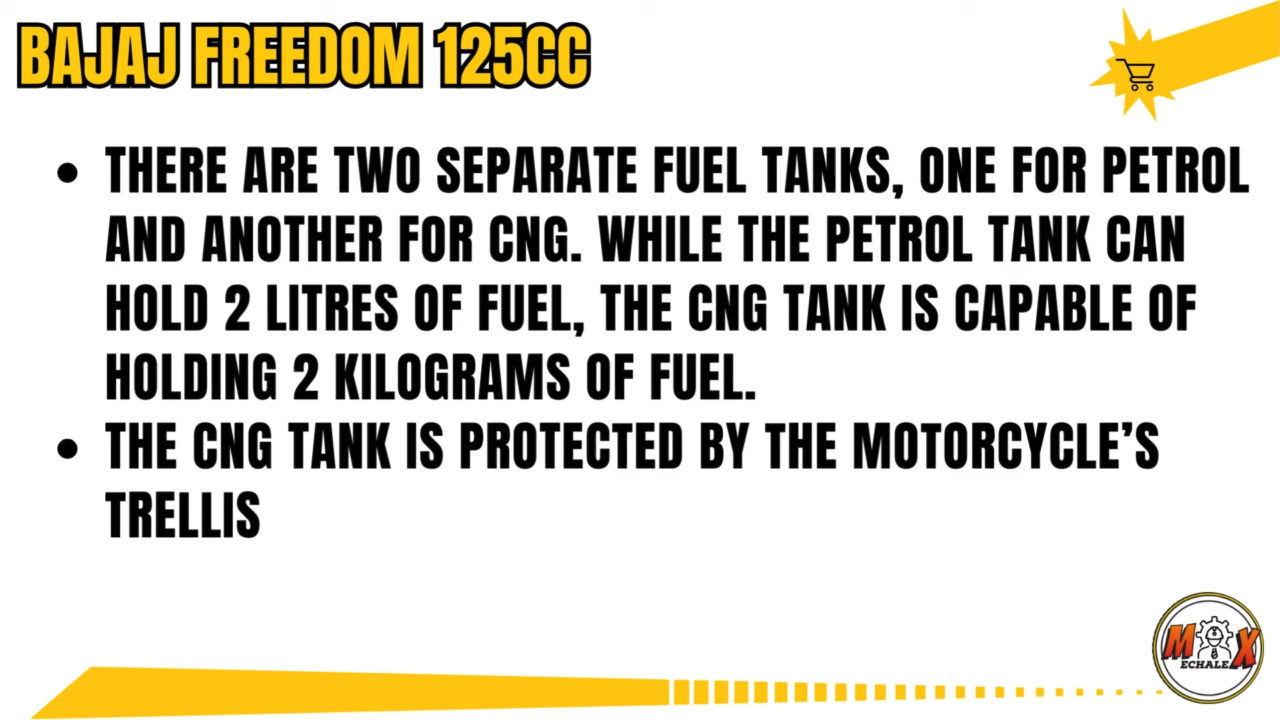 BAJAJ FREEDOM 125CC
• THERE ARE TWO SEPARATE FUEL TANKS, ONE FOR PETROL
AND ANOTHER FOR CNG. WHILE THE PETROL TANK CAN
HOLD 2 LITRES OF FUEL, THE CNG TANK IS CAPABLE OF
HOLDING 2 KILOGRAMS OF FUEL.
• THE CNG TANK IS PROTECTED BY THE MOTORCYCLE’S
TRELLIS
M X
ECHALE